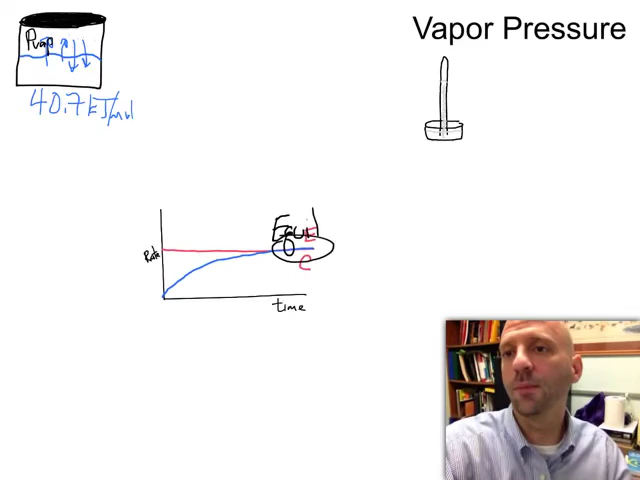 Vapor Pressure
Pvap
40.7 kJ/mol
Equil
E
Rate
C
time